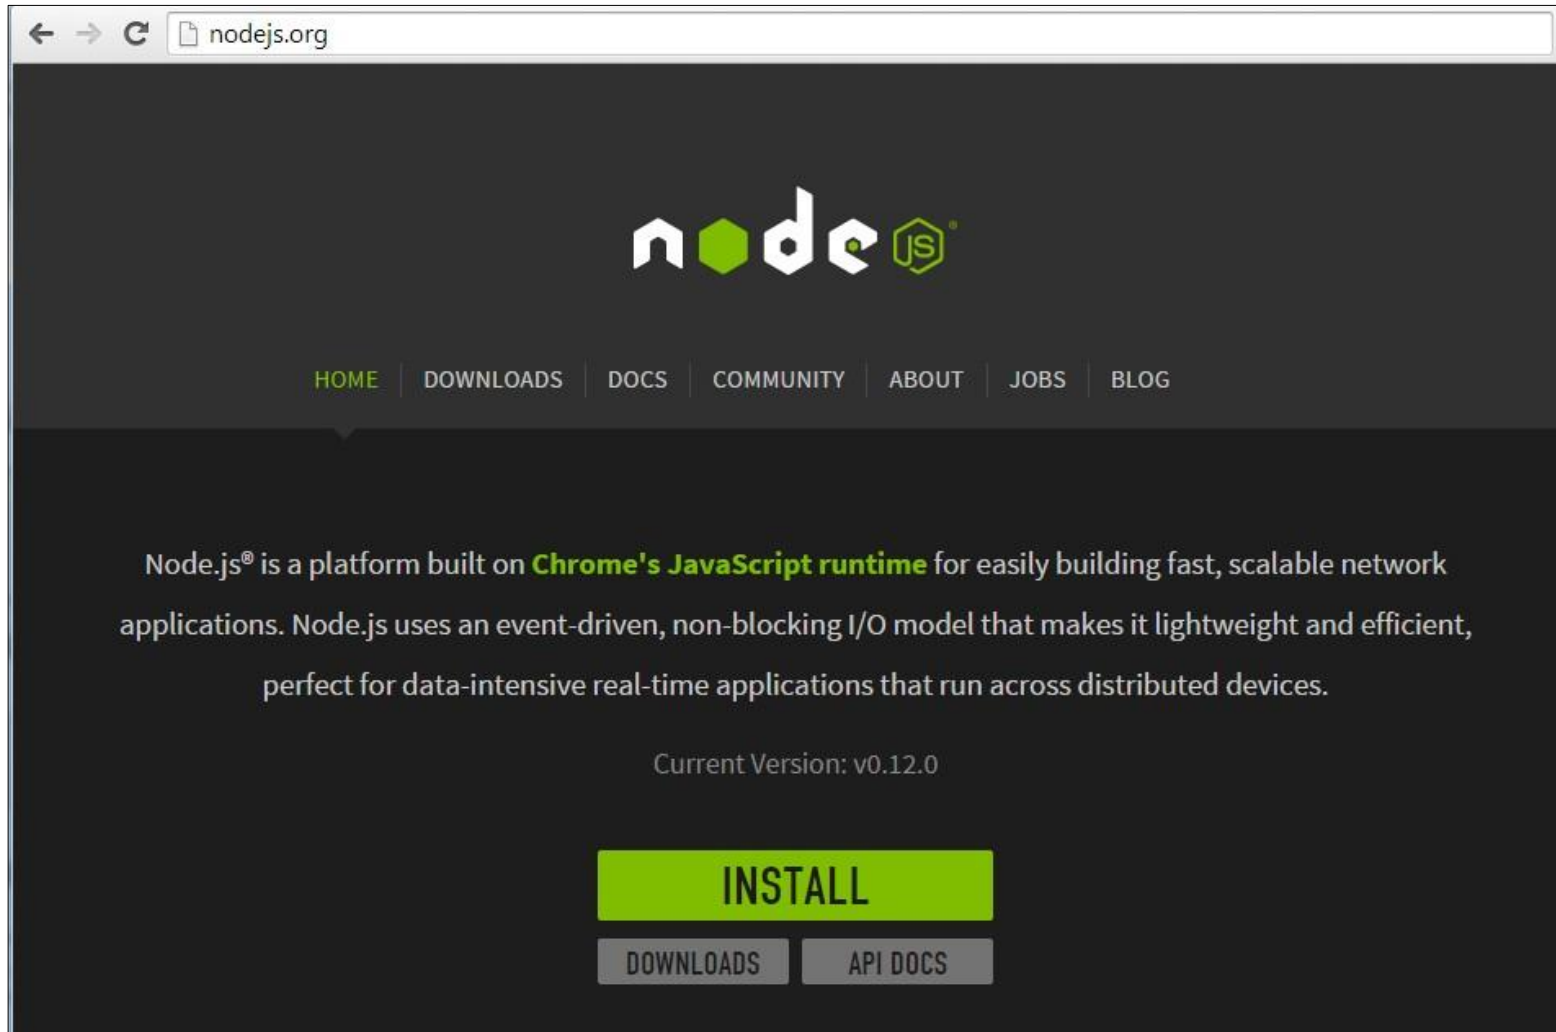 nodejs.org
node JS ®
HOME DOWNLOADS DOCS COMMUNITY ABOUT JOBS BLOG
Node.js® is a platform built on Chrome's JavaScript runtime for easily building fast, scalable network
applications. Node.js uses an event-driven, non-blocking I/O model that makes it lightweight and efficient,
perfect for data-intensive real-time applications that run across distributed devices.
Current Version: v0.12.0
INSTALL
DOWNLOADS API DOCS